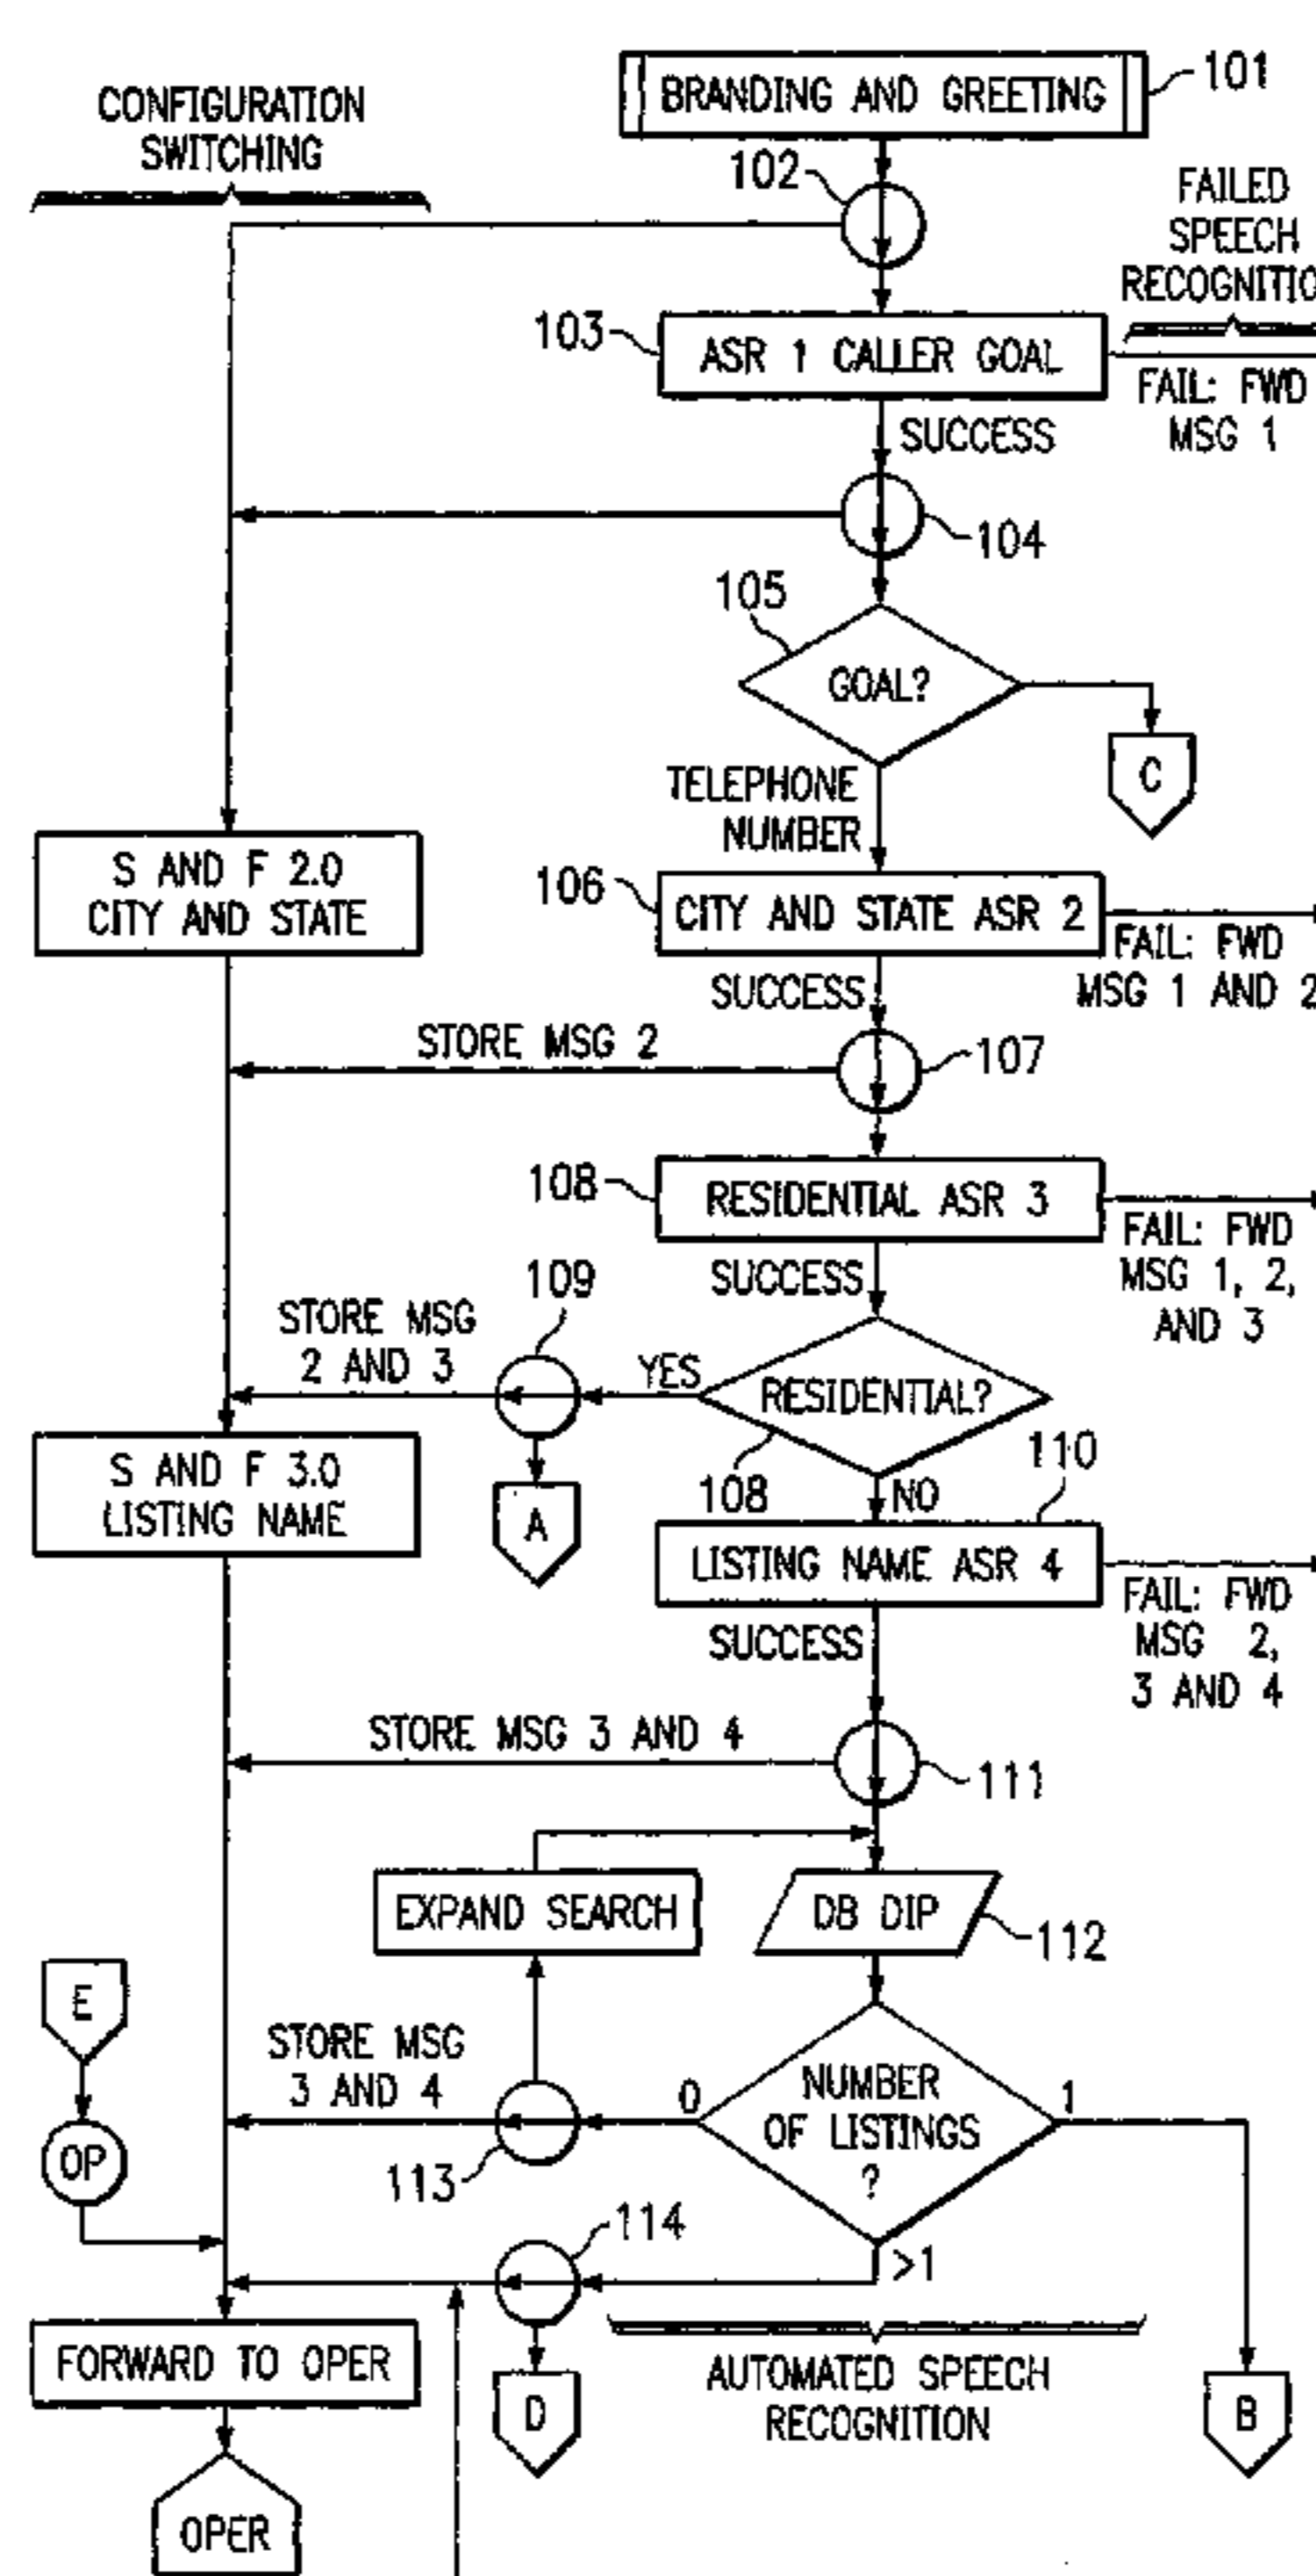 BRANDING AND GREETING
101
CONFIGURATION
SWITCHING
102
FAILED
SPEECH
RECOGNITIO
103
ASR 1 CALLER GOAL
FAIL: FWD
MSG 1
SUCCESS
104
105
GOAL?
C
TELEPHONE
NUMBER
S AND F 2.0
CITY AND STATE
106
CITY AND STATE ASR 2
FAIL: FWD
MSG 1 AND 2
SUCCESS
STORE MSG 2
107
108
RESIDENTIAL ASR 3
FAIL: FWD
MSG 1, 2,
AND 3
SUCCESS
109
STORE MSG
2 AND 3
YES
RESIDENTIAL?
108
NO
110
S AND F 3.0
LISTING NAME
A
LISTING NAME ASR 4
FAIL: FWD
MSG 2,
3 AND 4
SUCCESS
STORE MSG 3 AND 4
111
EXPAND SEARCH
DB DIP
112
E
STORE MSG
3 AND 4
0
NUMBER
OF LISTINGS
?
1
OP
113
114
>1
FORWARD TO OPER
D
AUTOMATED SPEECH
RECOGNITION
B
OPER